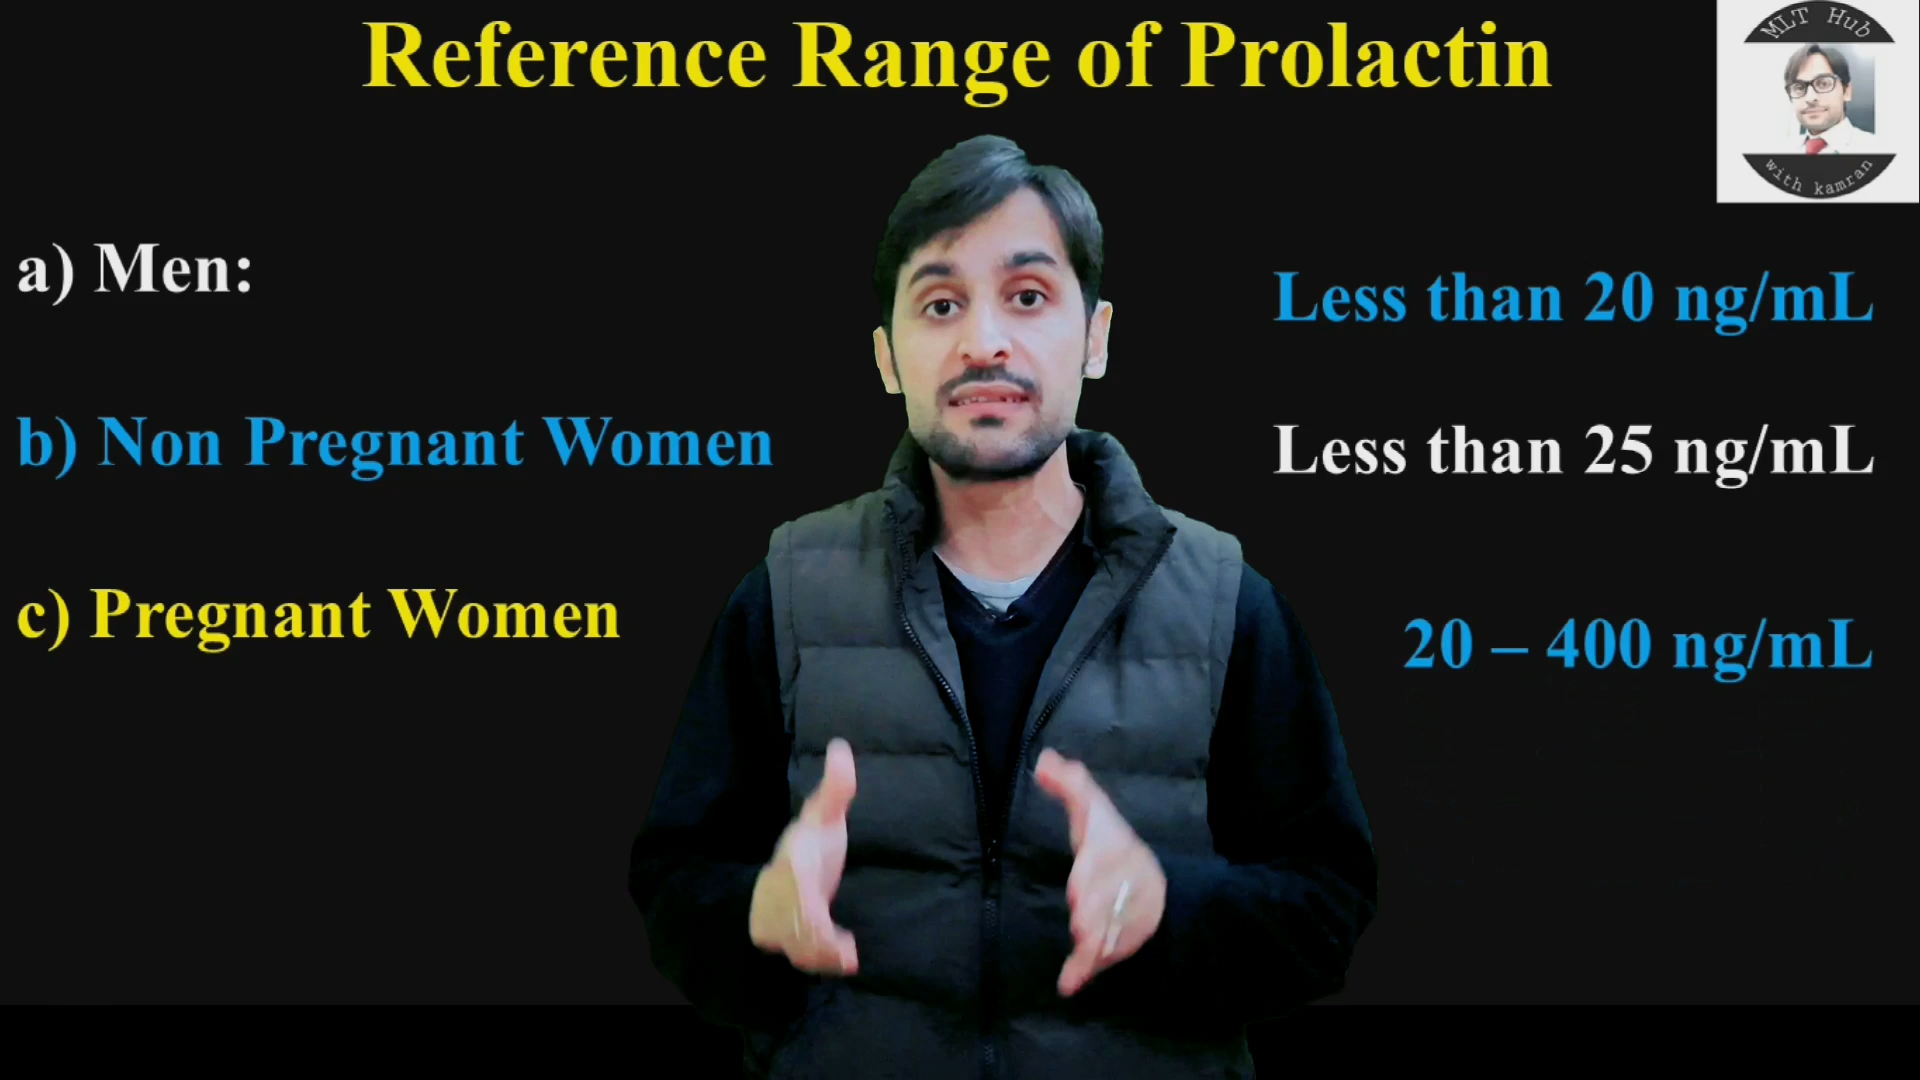 Reference Range of Prolactin
MLT Hub
with kamran
a) Men:
Less than 20 ng/mL
b) Non Pregnant Women
Less than 25 ng/mL
c) Pregnant Women
20 – 400 ng/mL